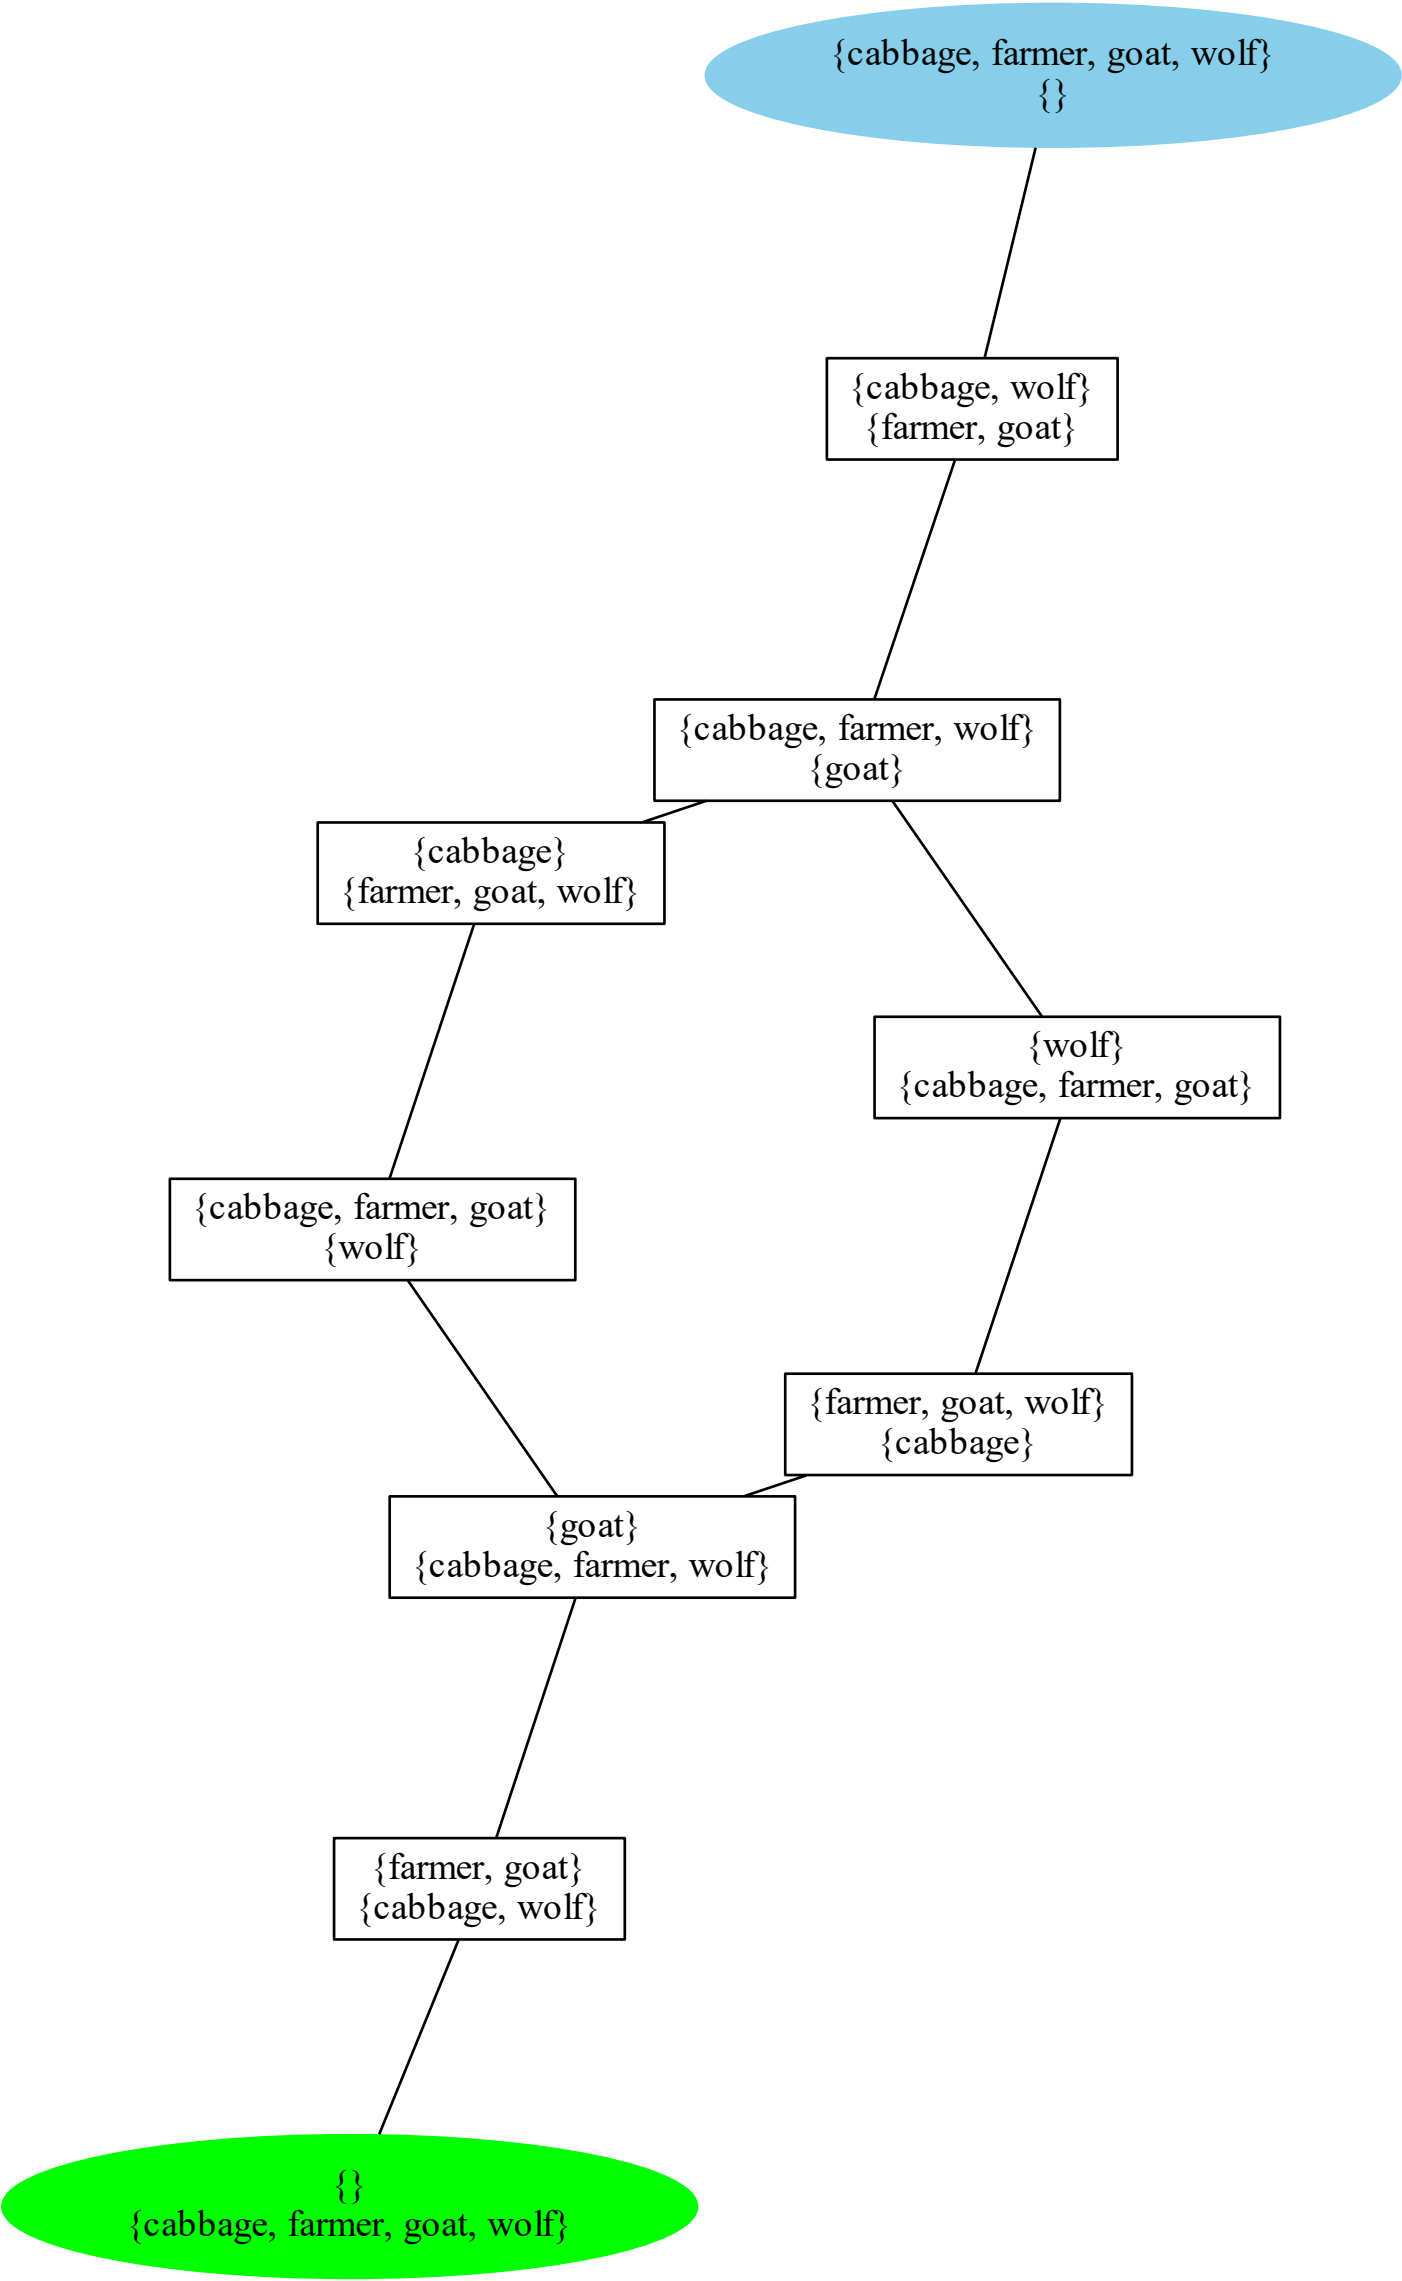 {cabbage, farmer, goat, wolf}
{}
{cabbage, wolf}
{farmer, goat}
{cabbage, farmer, wolf}
{goat}
{cabbage}
{farmer, goat, wolf}
{wolf}
{cabbage, farmer, goat}
{cabbage, farmer, goat}
{wolf}
{farmer, goat, wolf}
{cabbage}
{goat}
{cabbage, farmer, wolf}
{farmer, goat}
{cabbage, wolf}
{}
{cabbage, farmer, goat, wolf}